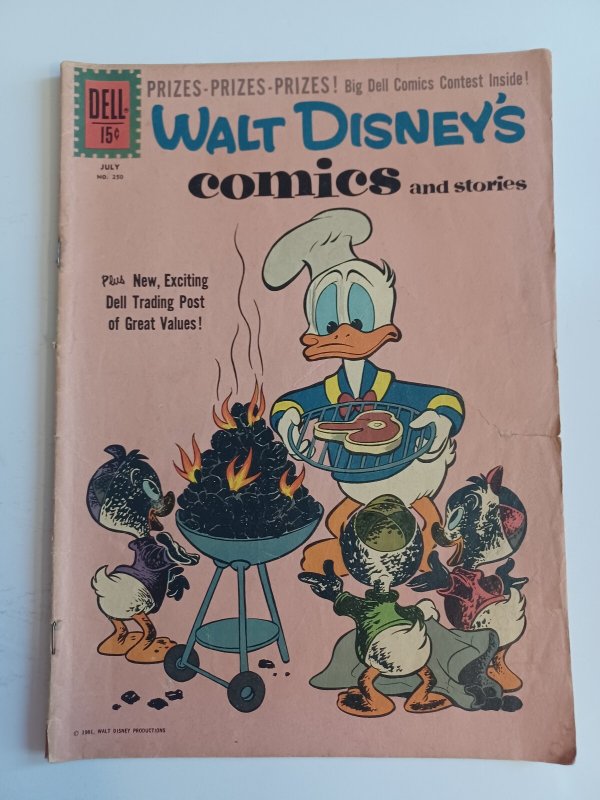 PRIZES-PRIZES-PRIZES! Big Dell Comics Contest Inside!
DELL
15¢
JULY
NO. 250
WALT DISNEY'S
comics and stories
Plus New, Exciting
Dell Trading Post
of Great Values!
© 1961, WALT DISNEY PRODUCTIONS